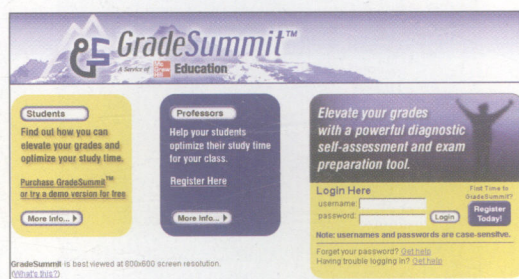 GradeSummit™
A Service of Mc Graw Hill Education
Students
Find out how you can
elevate your grades and
optimize your study time.
Purchase GradeSummit™
or try a demo version for free
More Info...
Professors
Help your students
optimize their study time
for your class.
Register Here
More Info...
Elevate your grades
with a powerful diagnostic
self-assessment and exam
preparation tool.
Login Here
username
password
Login
First Time to
GradeSummit?
Register
Today!
Note: usernames and passwords are case-sensitive.
Forget your password? Get help
Having trouble logging in? Get help
GradeSummit is best viewed at 800x600 screen resolution.
(What's this?)